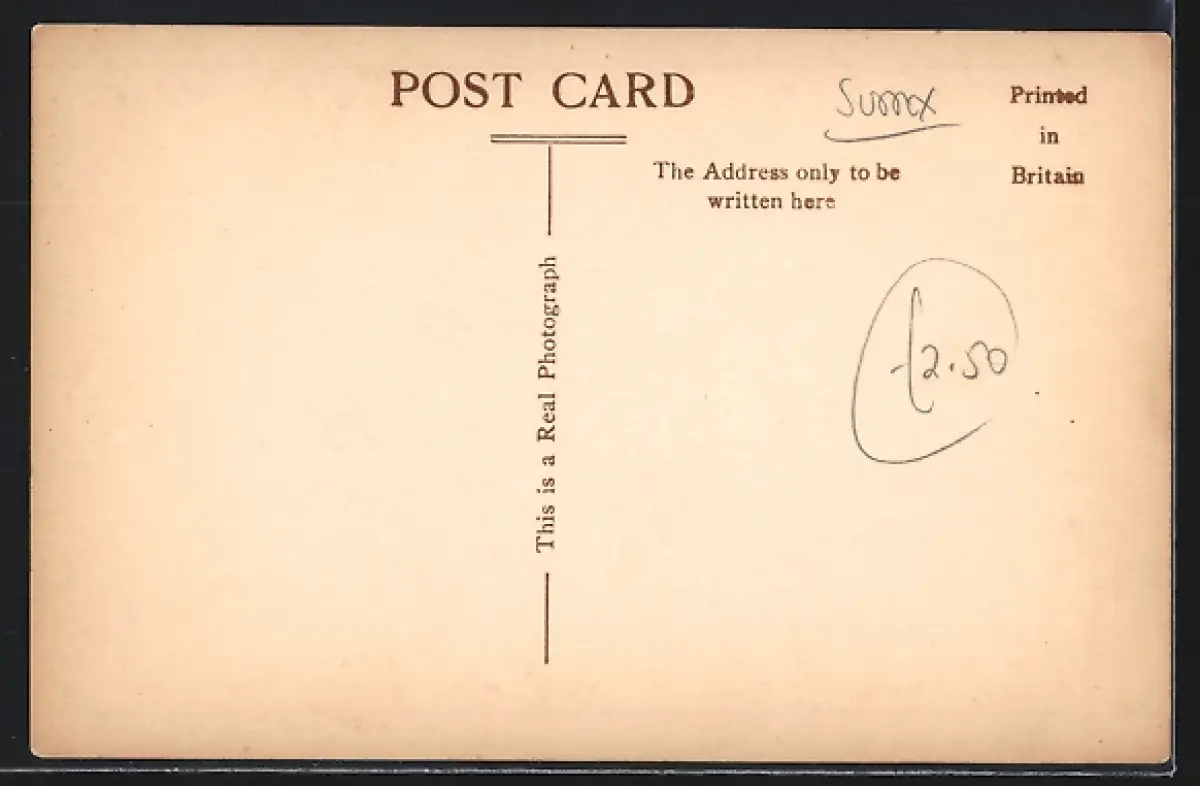 POST CARD
Sussex
Printed
in
Britain
The Address only to be
written here
This is a Real Photograph
£2.50